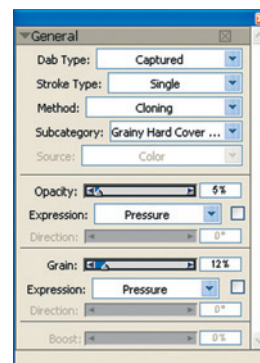 General
Dab Type: Captured
Stroke Type: Single
Method: Cloning
Subcategory: Grainy Hard Cover ...
Source: Color
Opacity: 5%
Expression: Pressure
Direction: 0°
Grain: 12%
Expression: Pressure
Direction: 0°
Boost: 0%